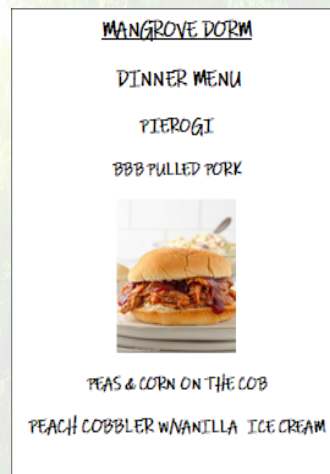 MANGROVE DORM
DINNER MENU
PIEROGI
BBB PULLED PORK
PEAS & CORN ON THE COB
PEACH COBBLER W/VANILLA ICE CREAM